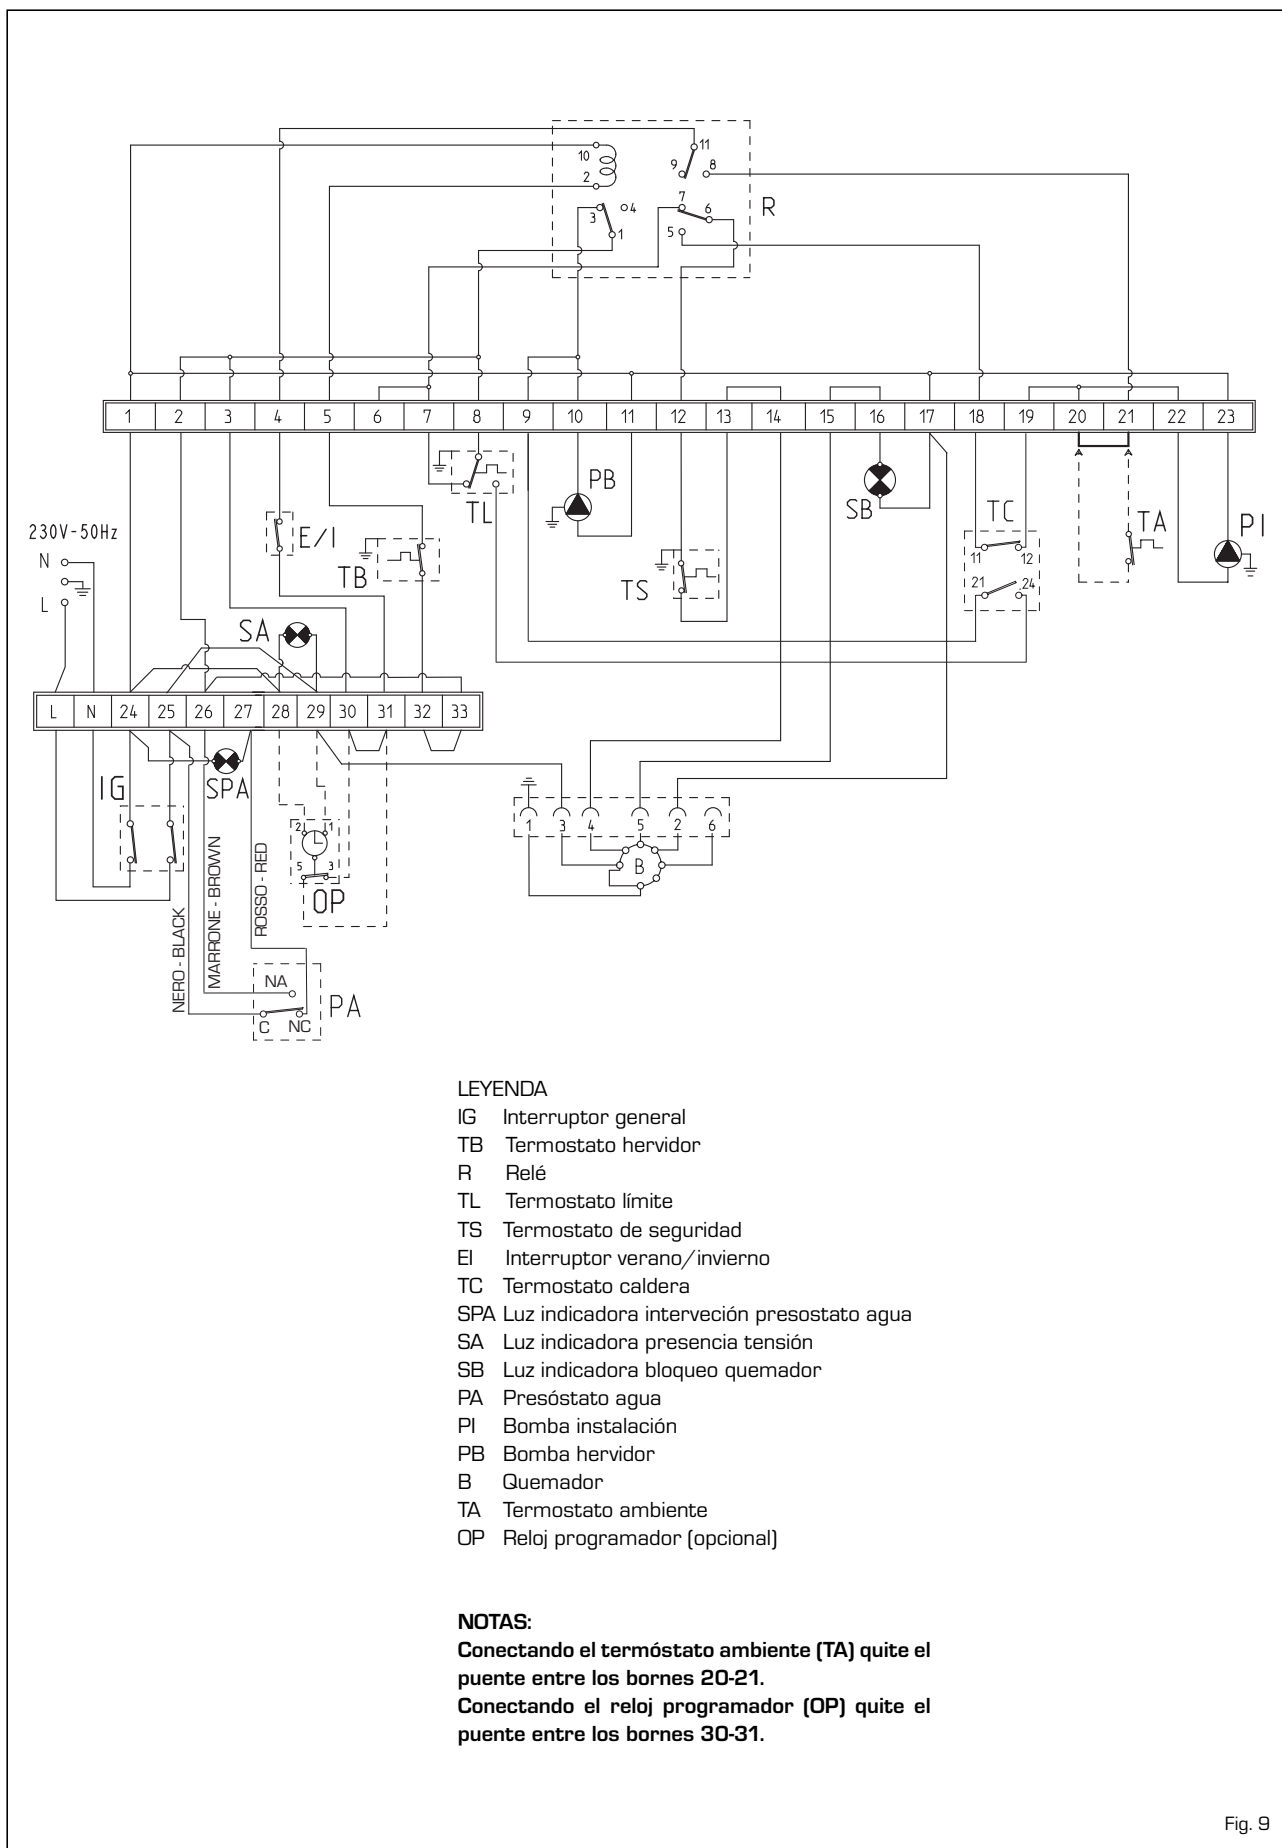 10
2
3
4
1
11
9
8
7
6
5
R
1 2 3 4 5 6 7 8 9 10 11 12 13 14 15 16 17 18 19 20 21 22 23
230V-50Hz
N
L
E/I
TB
TL
PB
TS
SB
TC
11 12
21 24
TA
PI
SA
L N 24 25 26 27 28 29 30 31 32 33
IG
SPA
2 1
5 3
OP
1 3 4 5 2 6
B
NERO - BLACK
MARRONE - BROWN
ROSSO - RED
NA
C NC
PA
LEYENDA
IG Interruptor general
TB Termostato hervidor
R Relé
TL Termostato límite
TS Termostato de seguridad
EI Interruptor verano/invierno
TC Termostato caldera
SPA Luz indicadora interveción presostato agua
SA Luz indicadora presencia tensión
SB Luz indicadora bloqueo quemador
PA Presóstato agua
PI Bomba instalación
PB Bomba hervidor
B Quemador
TA Termostato ambiente
OP Reloj programador (opcional)
NOTAS:
Conectando el termóstato ambiente (TA) quite el
puente entre los bornes 20-21.
Conectando el reloj programador (OP) quite el
puente entre los bornes 30-31.
Fig. 9